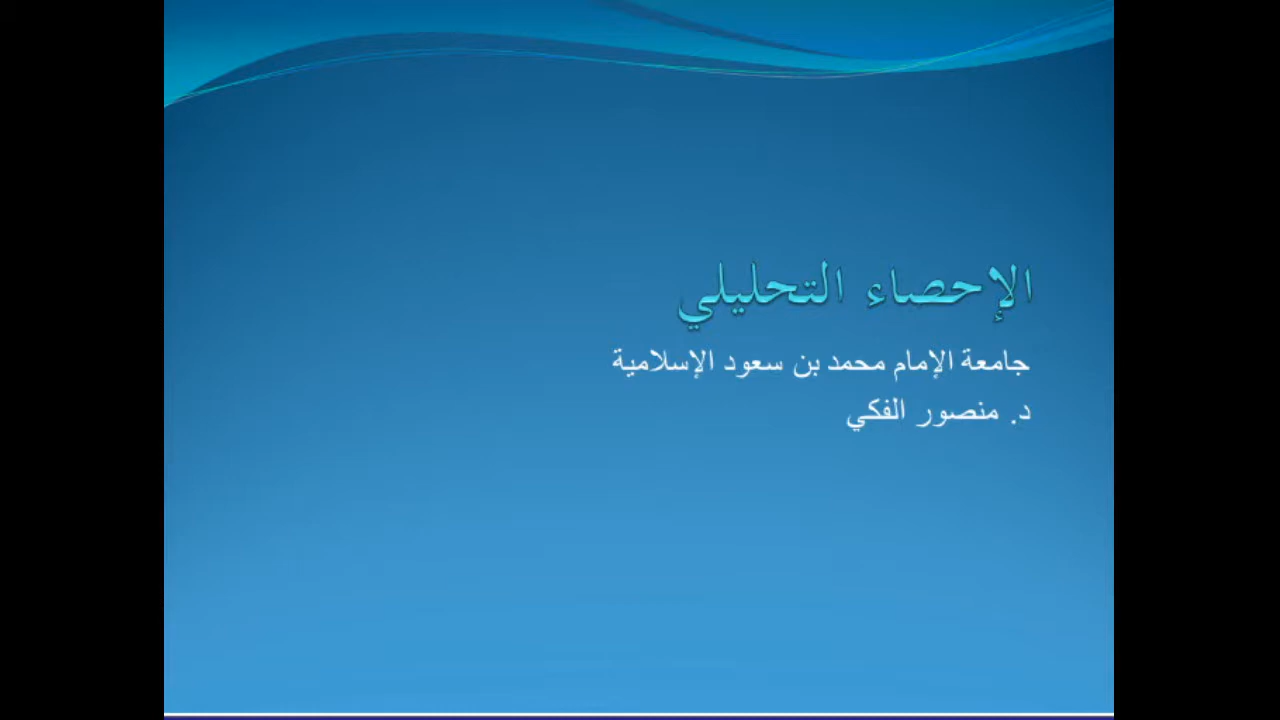 الإحصاء التحليلي
جامعة الإمام محمد بن سعود الإسلامية
د. منصور الفكي